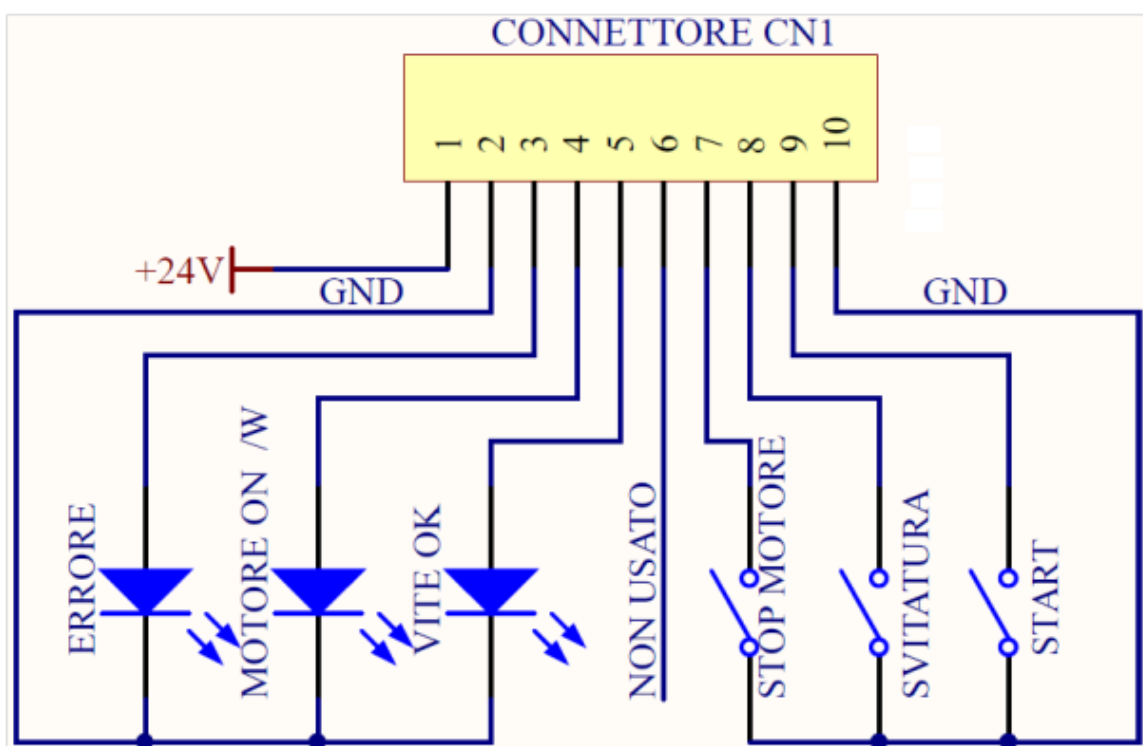 CONNETTORE CN1
1 2 3 4 5 6 7 8 9 10
+24V
GND
GND
ERRORE
MOTORE ON /W
VITE OK
NON USATO
STOP MOTORE
SVITATURA
START